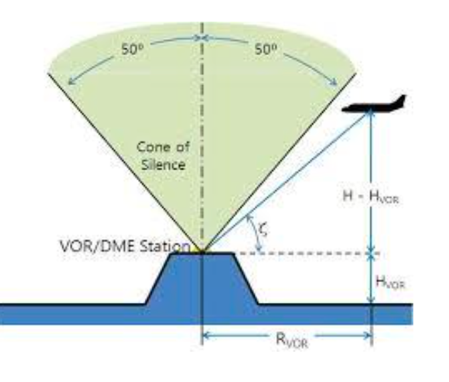 50º 50º
Cone of
Silence
H - HVOR
ζ
VOR/DME Station
HVOR
RVOR